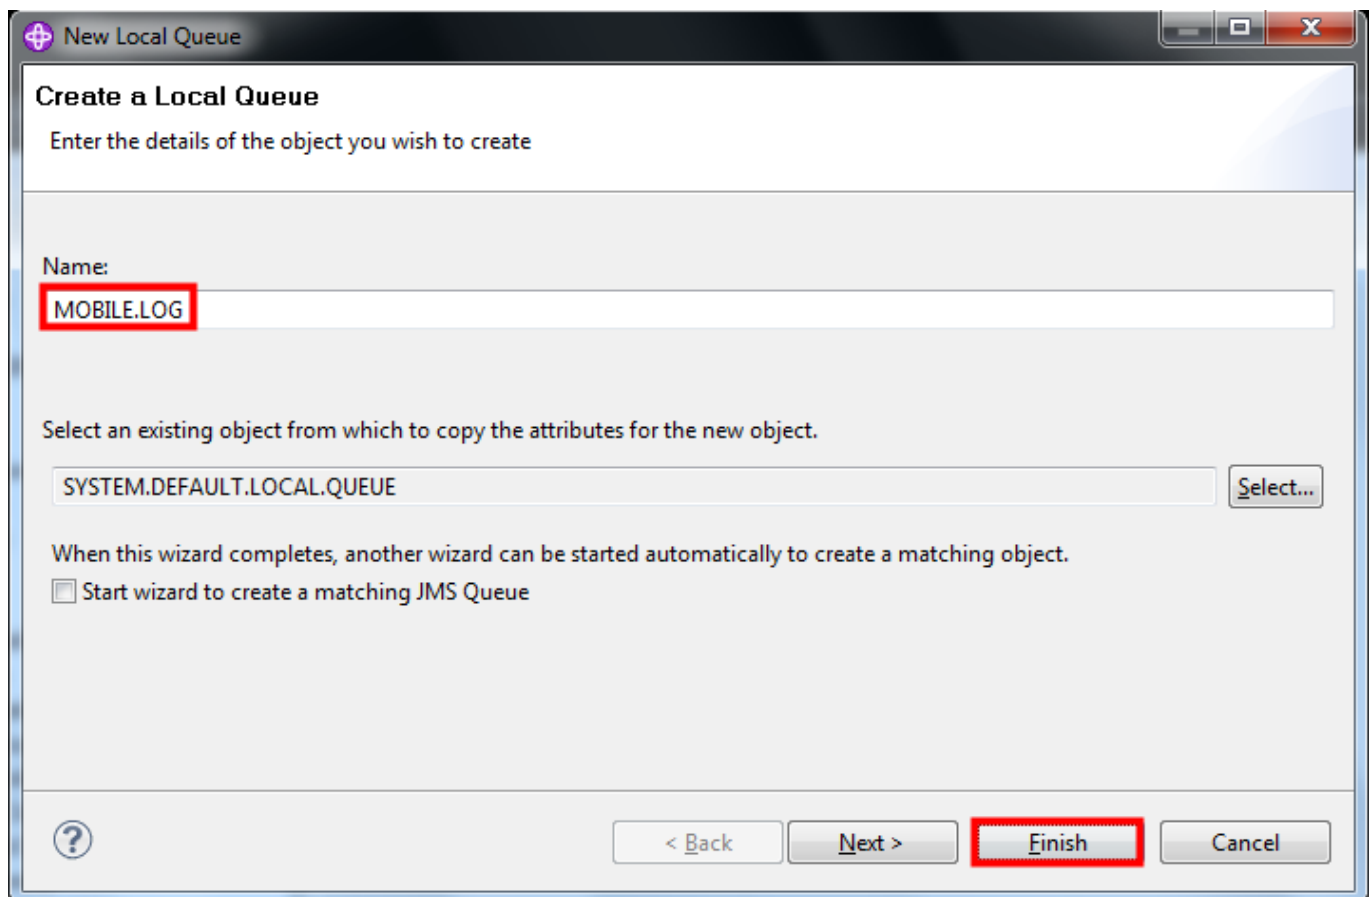 New Local Queue
Create a Local Queue
Enter the details of the object you wish to create
Name:
MOBILE.LOG
Select an existing object from which to copy the attributes for the new object.
SYSTEM.DEFAULT.LOCAL.QUEUE
Select...
When this wizard completes, another wizard can be started automatically to create a matching object.
Start wizard to create a matching JMS Queue
? < Back Next > Finish Cancel